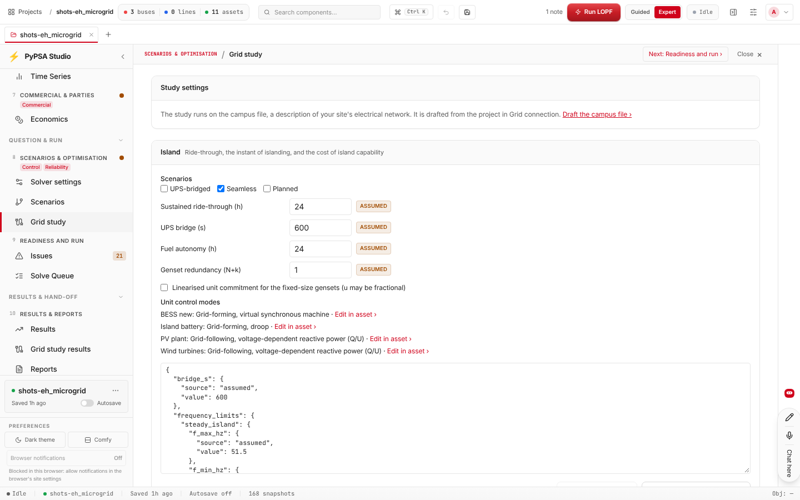 Projects / shots-eh_microgrid
3 buses 0 lines 11 assets
Search components...
Ctrl K
1 note
Run LOPF
Guided Expert
Idle
A
shots-eh_microgrid
PyPSA Studio
Time Series
7 COMMERCIAL & PARTIES
Commercial
Economics
QUESTION & RUN
8 SCENARIOS & OPTIMISATION
Control Reliability
Solver settings
Scenarios
Grid study
9 READINESS AND RUN
Issues 21
Solve Queue
RESULTS & HAND-OFF
10 RESULTS & REPORTS
Results
Grid study results
Reports
shots-eh_microgrid
Saved 1h ago Autosave
PREFERENCES
Dark theme Comfy
Browser notifications Off
Blocked in this browser: allow notifications in the
browser's site settings
SCENARIOS & OPTIMISATION / Grid study
Next: Readiness and run ›
Close ×
Study settings
The study runs on the campus file, a description of your site's electrical network. It is drafted from the project in Grid connection. Draft the campus file ›
Island Ride-through, the instant of islanding, and the cost of island capability
Scenarios
UPS-bridged Seamless Planned
Sustained ride-through (h) 24 ASSUMED
UPS bridge (s) 600 ASSUMED
Fuel autonomy (h) 24 ASSUMED
Genset redundancy (N+k) 1 ASSUMED
Linearised unit commitment for the fixed-size gensets (u may be fractional)
Unit control modes
BESS new: Grid-forming, virtual synchronous machine · Edit in asset ›
Island battery: Grid-forming, droop · Edit in asset ›
PV plant: Grid-following, voltage-dependent reactive power (Q/U) · Edit in asset ›
Wind turbines: Grid-following, voltage-dependent reactive power (Q/U) · Edit in asset ›
{
"bridge_s": {
"source": "assumed",
"value": 600
},
"frequency_limits": {
"steady_island": {
"f_max_hz": {
"source": "assumed",
"value": 51.5
},
"f_min_hz": {
Chat here
Idle shots-eh_microgrid Saved 1h ago Autosave off 168 snapshots
Obj: —